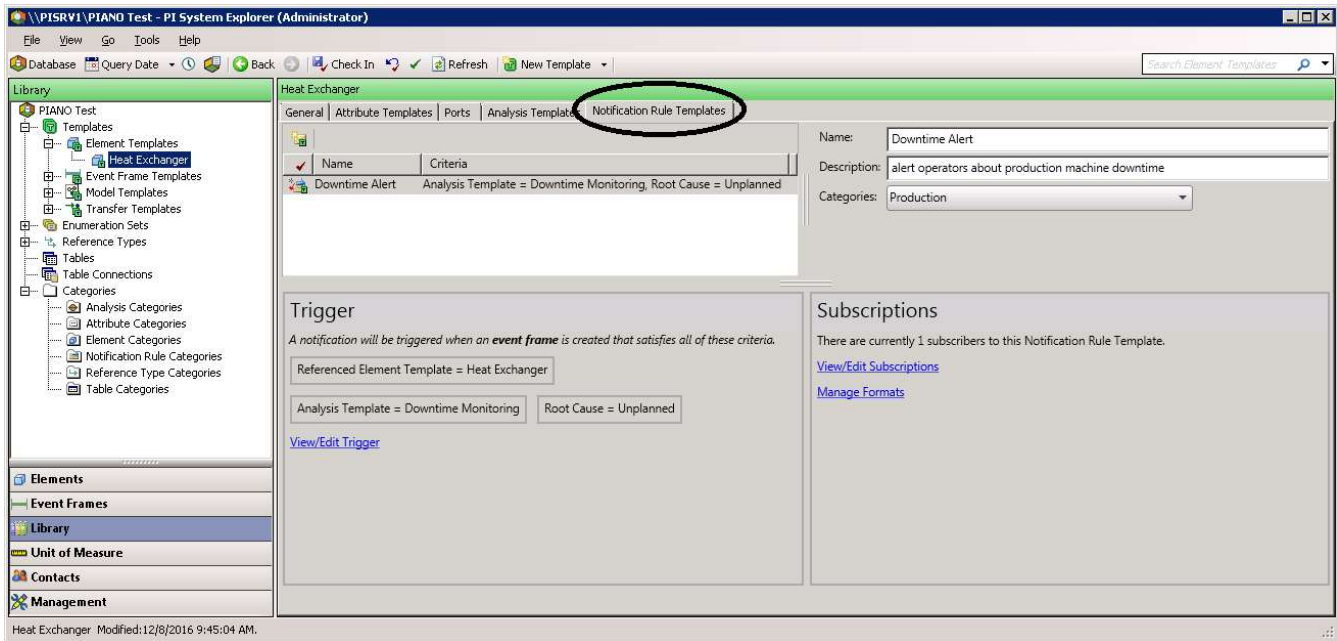 \\PISRV1\PIANO Test - PI System Explorer (Administrator)
File View Go Tools Help
Database Query Date Back Check In Refresh New Template Search Element Templates
Library
PIANO Test
Templates
Element Templates
Heat Exchanger
Event Frame Templates
Model Templates
Transfer Templates
Enumeration Sets
Reference Types
Tables
Table Connections
Categories
Analysis Categories
Attribute Categories
Element Categories
Notification Rule Categories
Reference Type Categories
Table Categories
Elements
Event Frames
Library
Unit of Measure
Contacts
Management
Heat Exchanger
General Attribute Templates Ports Analysis Templates Notification Rule Templates
Name Criteria
Downtime Alert Analysis Template = Downtime Monitoring, Root Cause = Unplanned
Name: Downtime Alert
Description: alert operators about production machine downtime
Categories: Production
Trigger
A notification will be triggered when an event frame is created that satisfies all of these criteria.
Referenced Element Template = Heat Exchanger
Analysis Template = Downtime Monitoring Root Cause = Unplanned
View/Edit Trigger
Subscriptions
There are currently 1 subscribers to this Notification Rule Template.
View/Edit Subscriptions
Manage Formats
Heat Exchanger Modified:12/8/2016 9:45:04 AM.